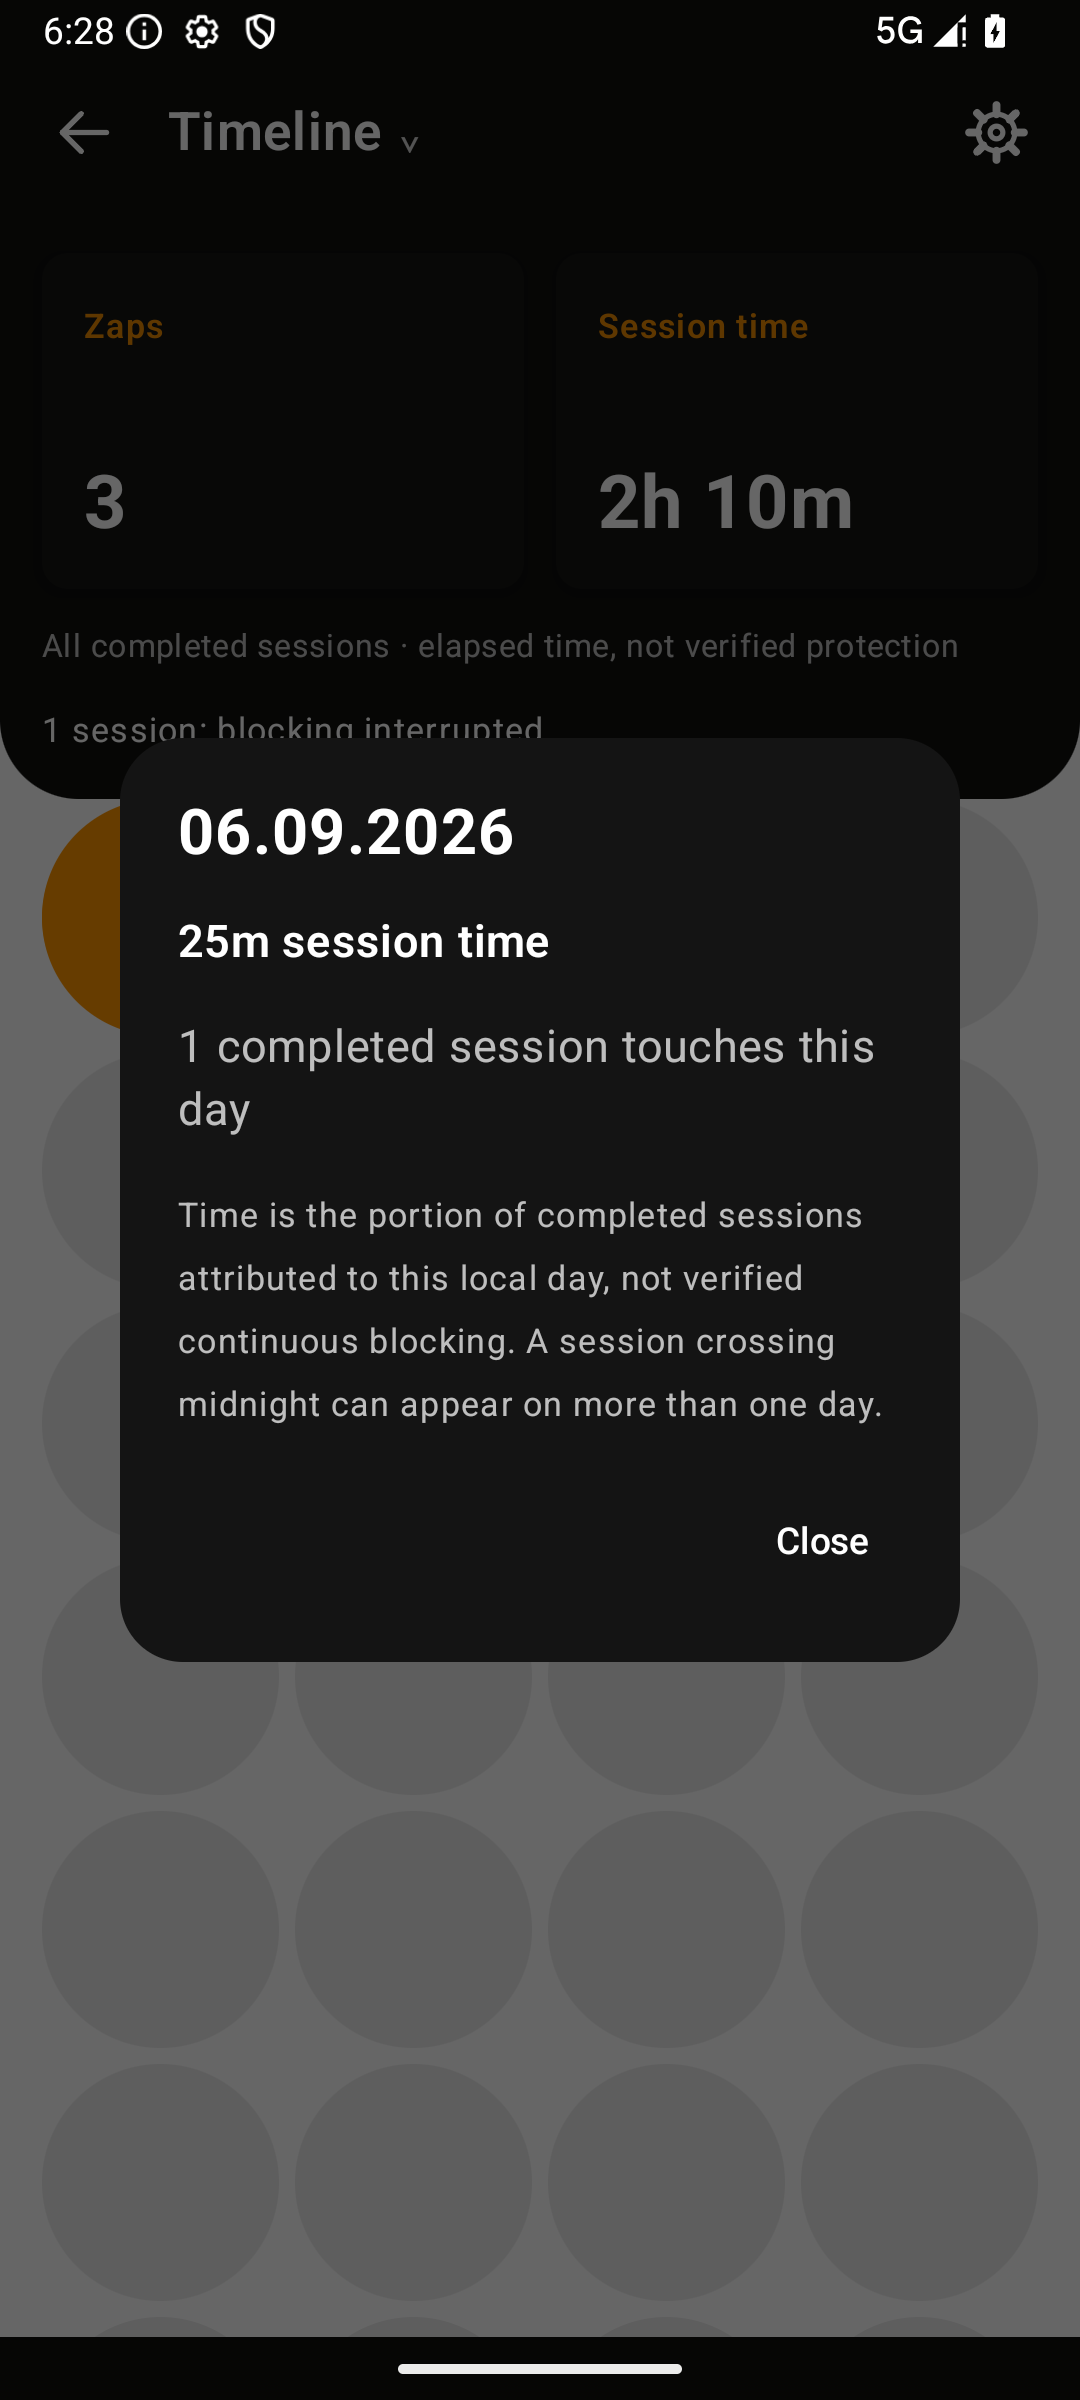 6:28
5G
Timeline
Zaps
Session time
3
2h 10m
All completed sessions · elapsed time, not verified protection
1 session: blocking interrupted
06.09.2026
25m session time
1 completed session touches this
day
Time is the portion of completed sessions
attributed to this local day, not verified
continuous blocking. A session crossing
midnight can appear on more than one day.
Close